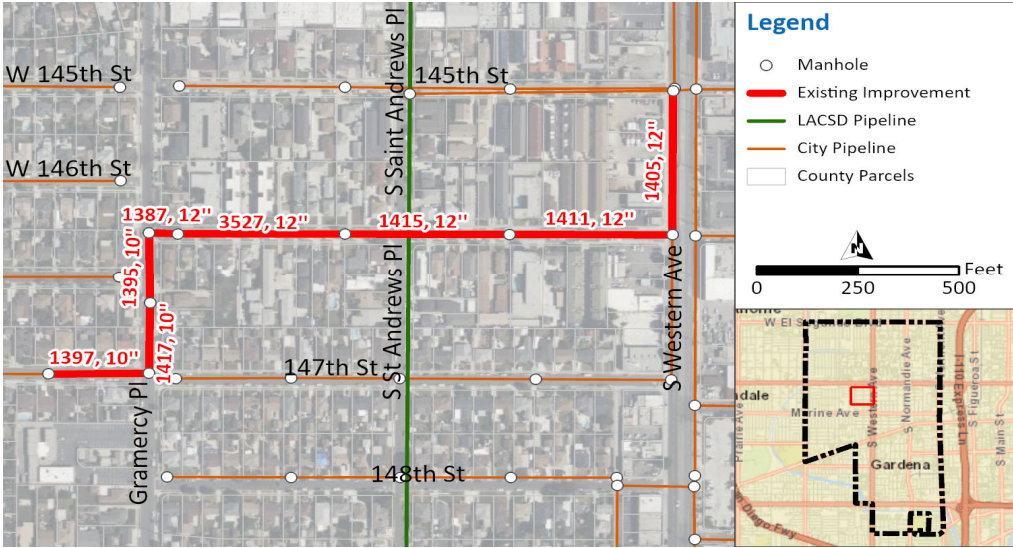 W 145th St
145th St
S Saint Andrews Pl
W 146th St
1405, 12''
1387, 12''
3527, 12''
1415, 12''
1411, 12''
1395, 10''
S St Andrews Pl
S Western Ave
1397, 10''
1417, 10''
147th St
Gramercy Pl
148th St
Legend
Manhole
Existing Improvement
LACSD Pipeline
City Pipeline
County Parcels
N
0
250
500
Feet
S Western Ave
S Normandie Ave
I-110 Express Ln
S Figueroa St
S Main St
Marine Ave
Prairie Ave
Gardena